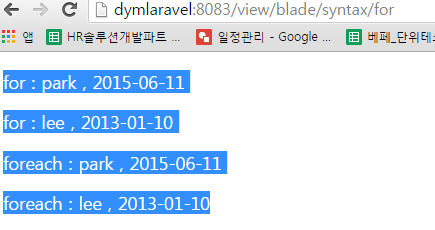 dymlaravel:8083/view/blade/syntax/for
앱 HR솔루션개발파트 일정관리 - Google 베페_단위테스
for : park , 2015-06-11
for : lee , 2013-01-10
foreach : park , 2015-06-11
foreach : lee , 2013-01-10